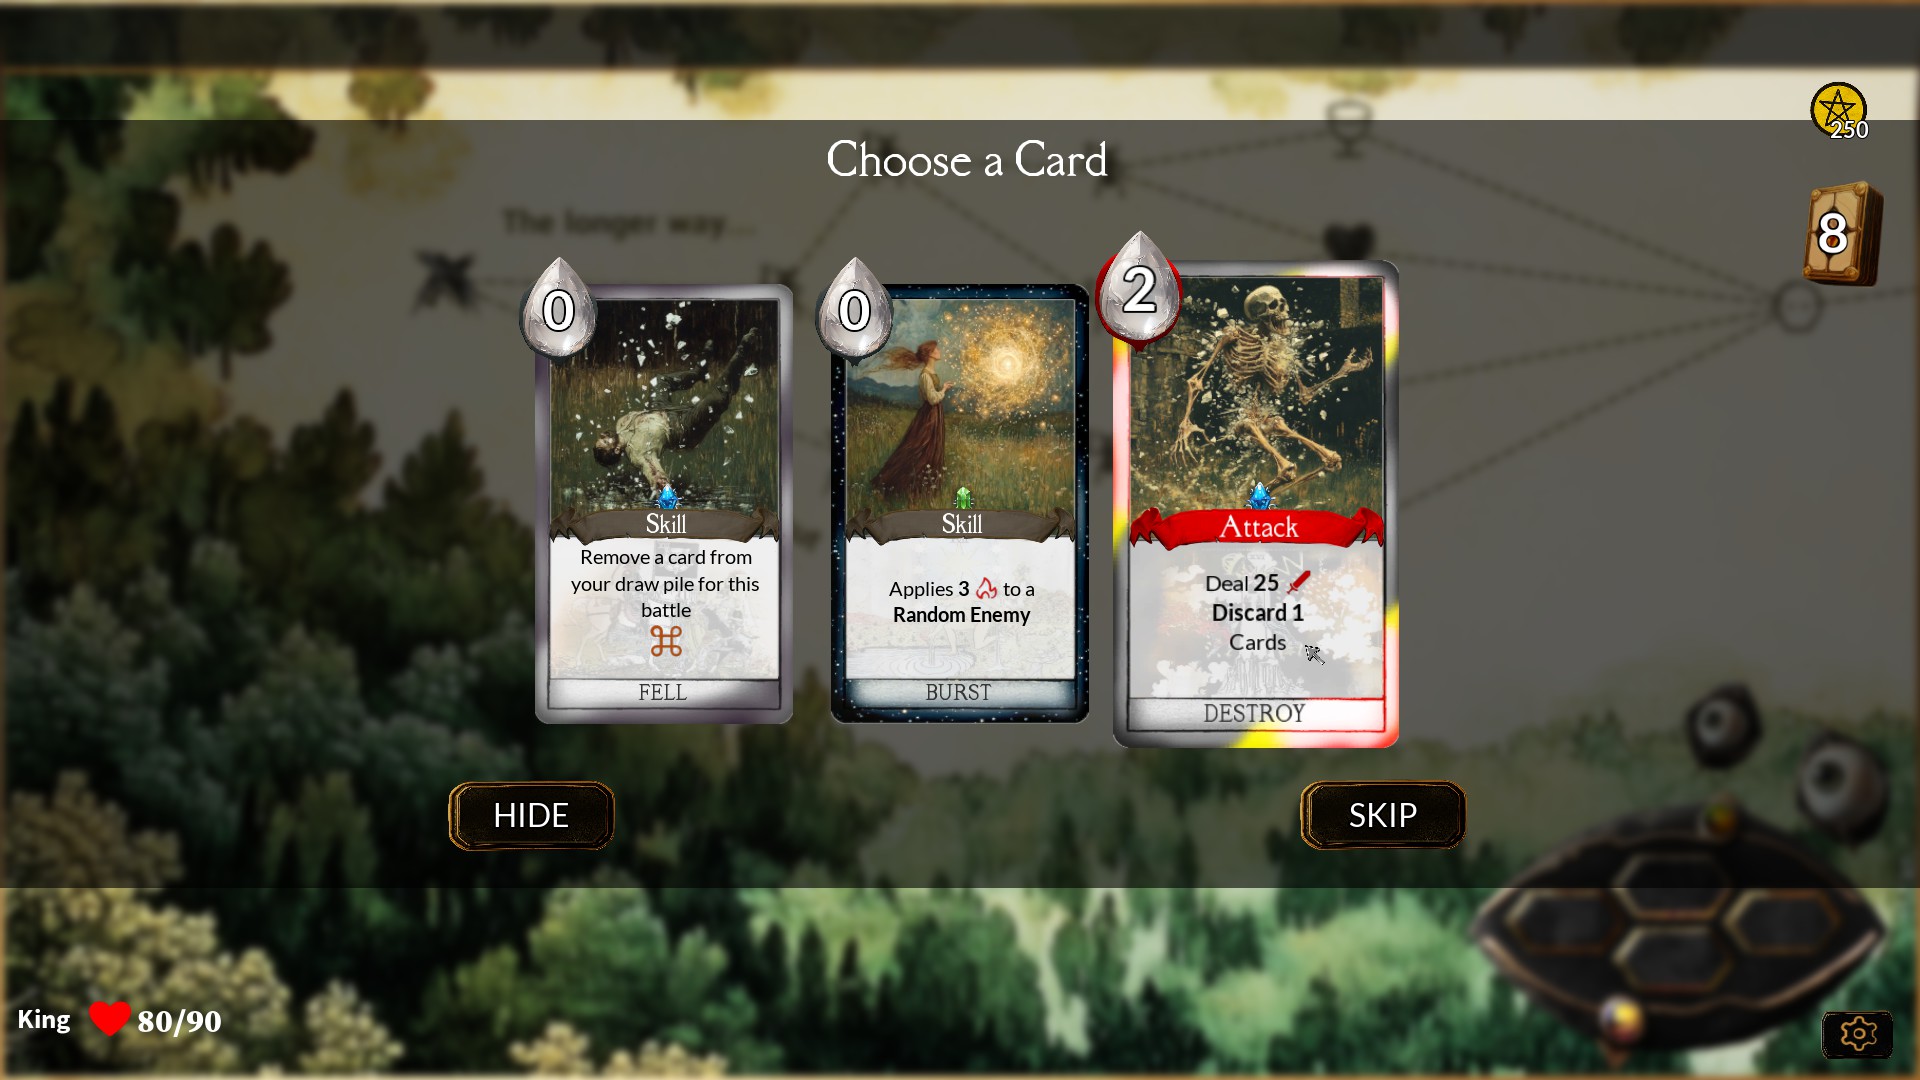 250
Choose a Card
The longer way...
8
0
0
2
Skill
Remove a card from
your draw pile for this
battle
FELL
Skill
Applies 3 to a
Random Enemy
BURST
Attack
Deal 25
Discard 1
Cards
DESTROY
HIDE
SKIP
King 80/90